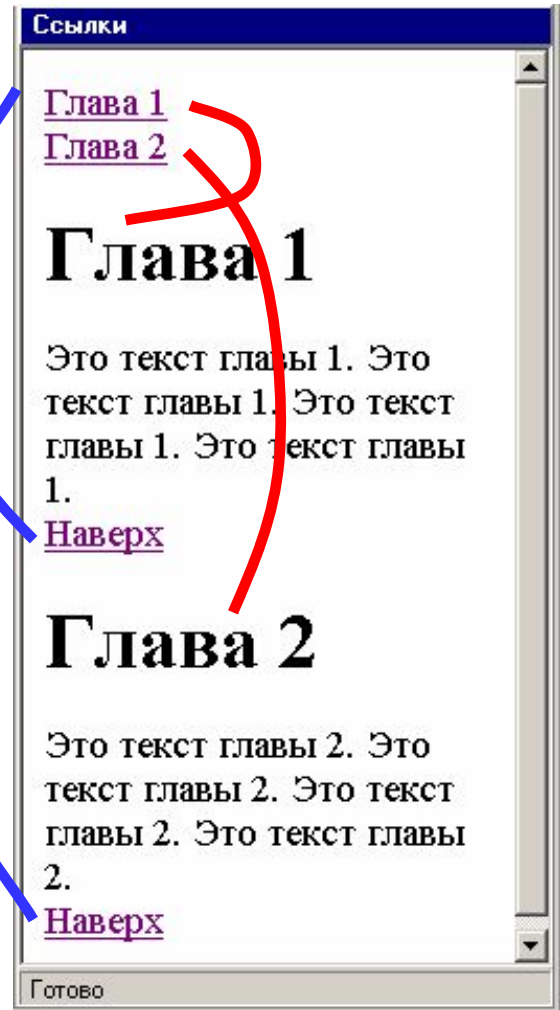 Ссылки
Глава 1
Глава 2
Глава 1
Это текст главы 1. Это
текст главы 1. Это текст
главы 1. Это текст главы
1.
Наверх
Глава 2
Это текст главы 2. Это
текст главы 2. Это текст
главы 2. Это текст главы
2.
Наверх
Готово